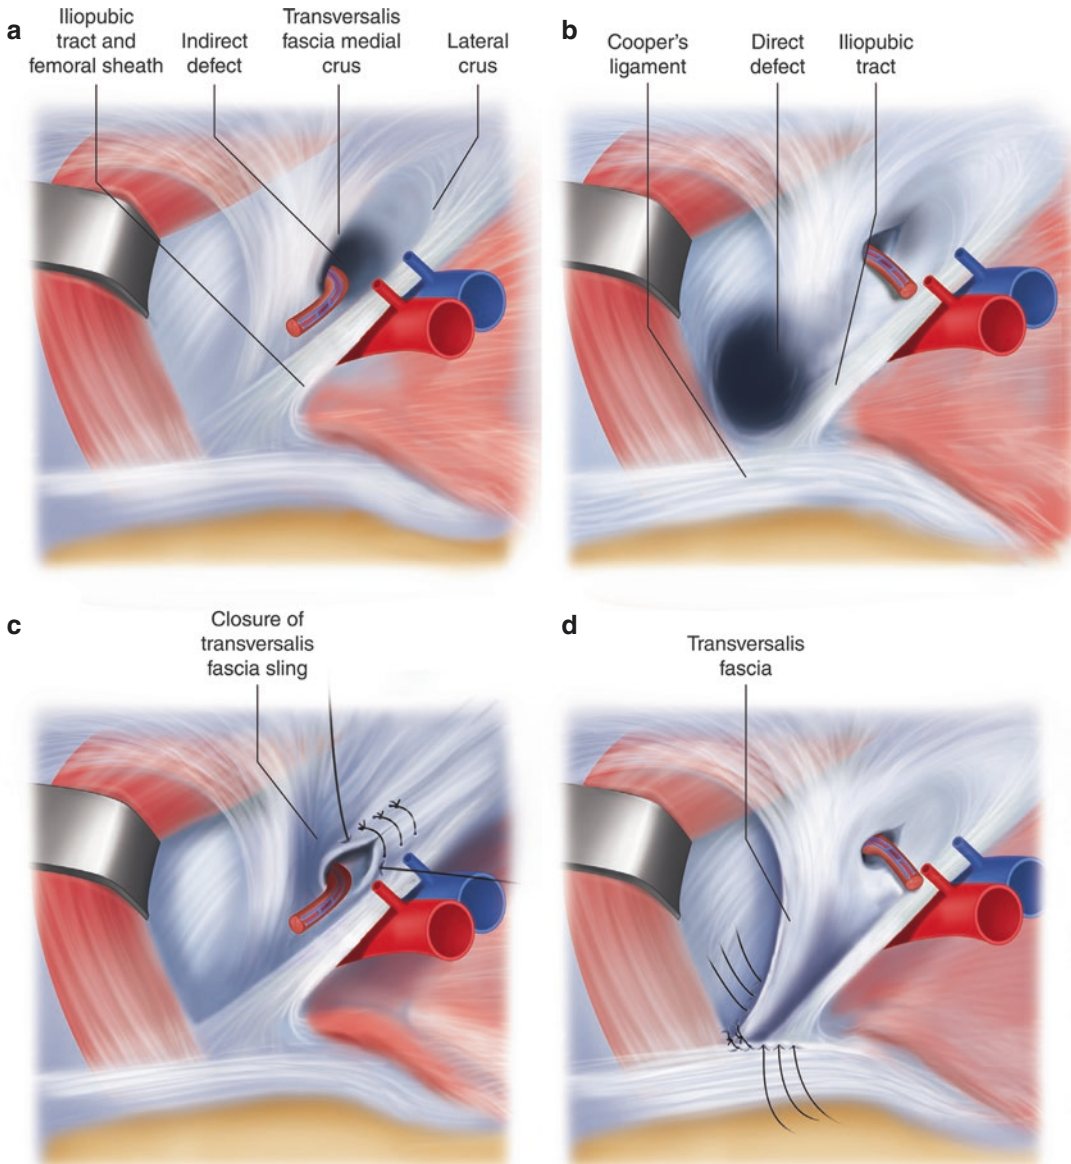 a
Iliopubic
tract and
femoral sheath
Indirect
defect
Transversalis
fascia medial
crus
Lateral
crus
b
Cooper's
ligament
Direct
defect
Iliopubic
tract
c
Closure of
transversalis
fascia sling
d
Transversalis
fascia